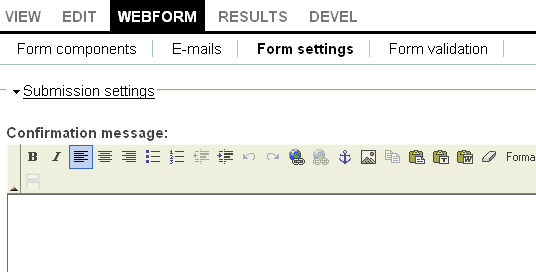 VIEW EDIT WEBFORM RESULTS DEVEL
Form components E-mails Form settings Form validation
Submission settings
Confirmation message:
B I Forma